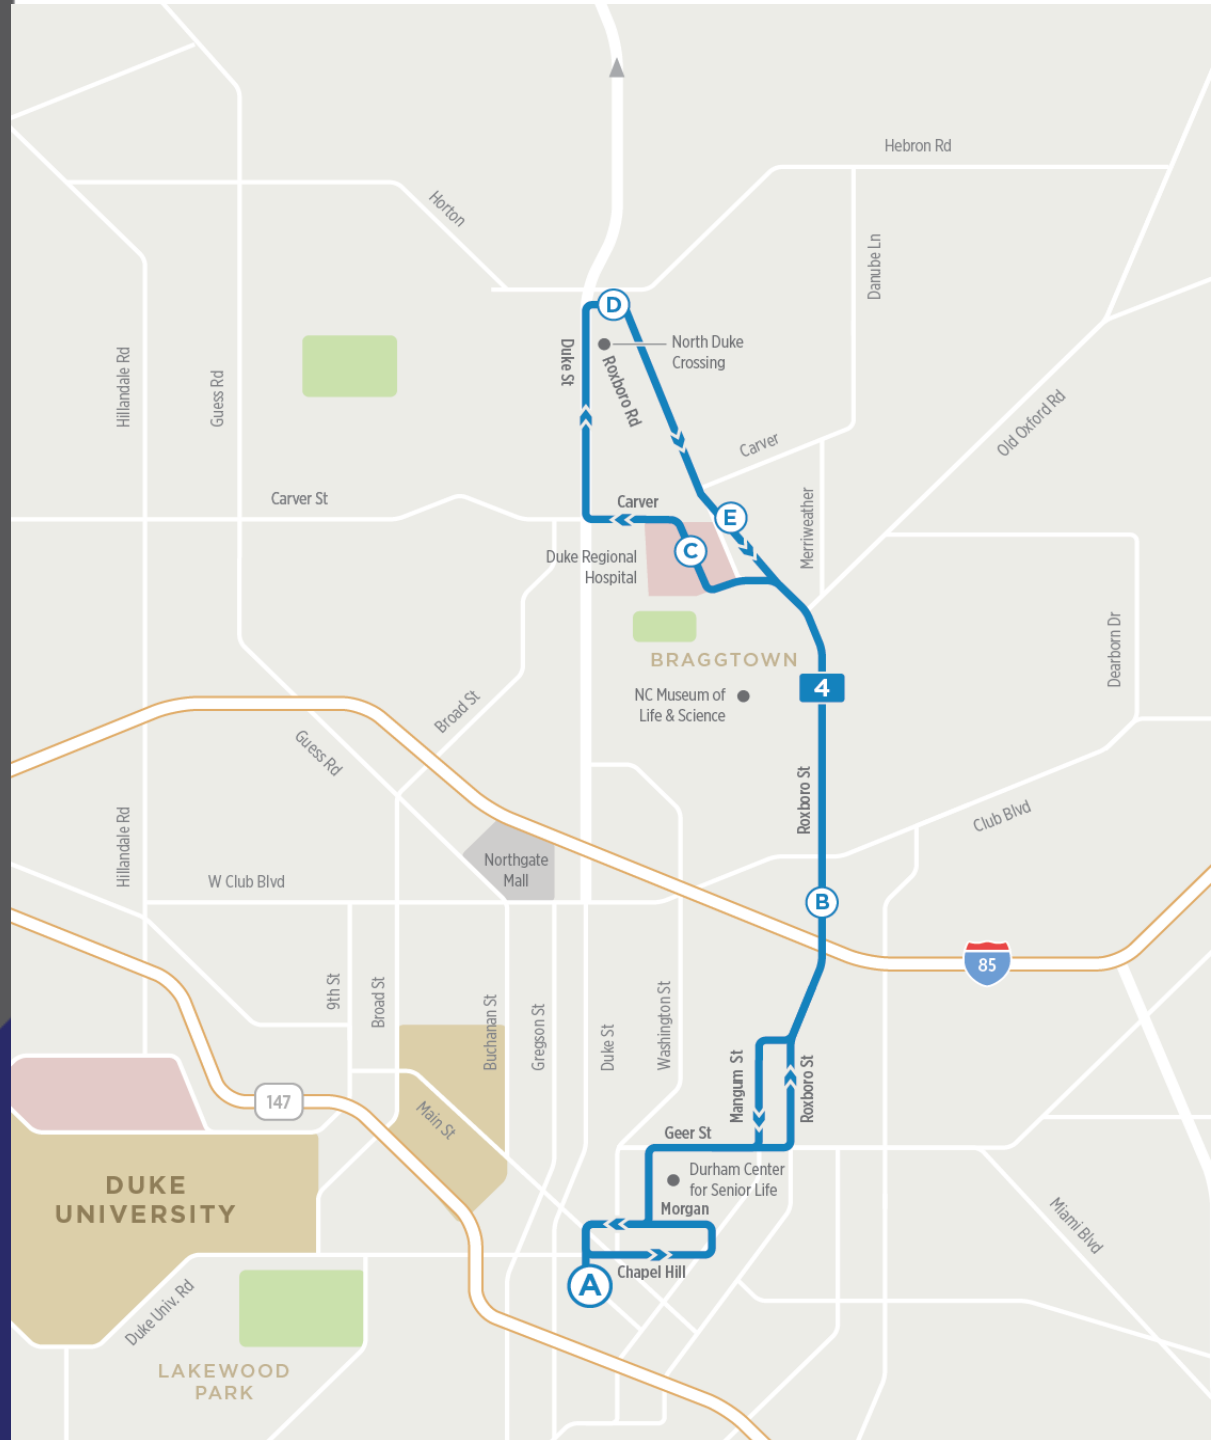 Hebron Rd
Horton
Danube Ln
D
North Duke
Crossing
Duke St
Roxboro Rd
Hillandale Rd
Guess Rd
Old Oxford Rd
Carver
Carver St
Carver
E
Merriweather
Duke Regional
Hospital
C
Dearborn Dr
BRAGGTOWN
4
NC Museum of
Life & Science
Broad St
Guess Rd
Roxboro St
Club Blvd
Hillandale Rd
Northgate
Mall
W Club Blvd
B
85
9th St
Broad St
Buchanan St
Gregson St
Duke St
Washington St
Mangum St
Roxboro St
147
Main St
Geer St
Durham Center
for Senior Life
DUKE
UNIVERSITY
Morgan
Miami Blvd
Chapel Hill
A
Duke Univ. Rd
LAKEWOOD
PARK